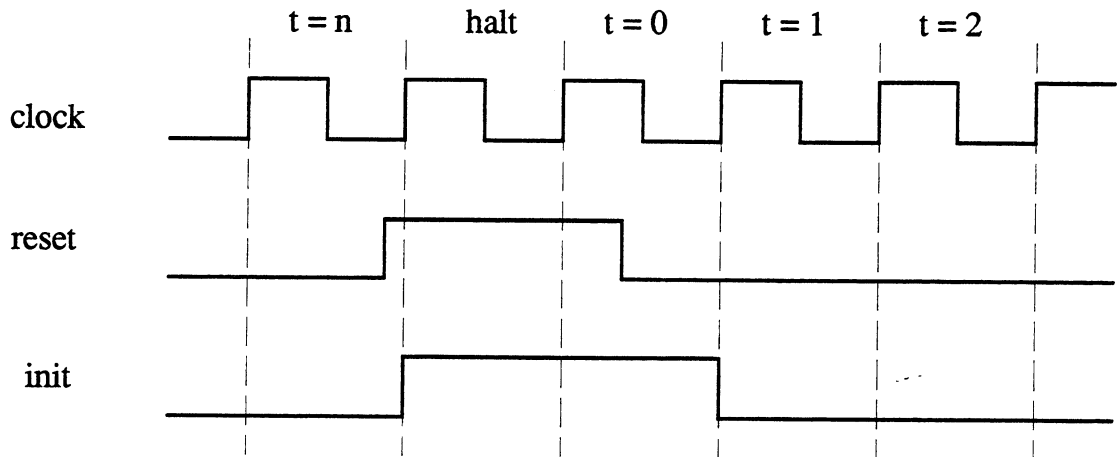 t = n halt t = 0 t = 1 t = 2
clock
reset
init